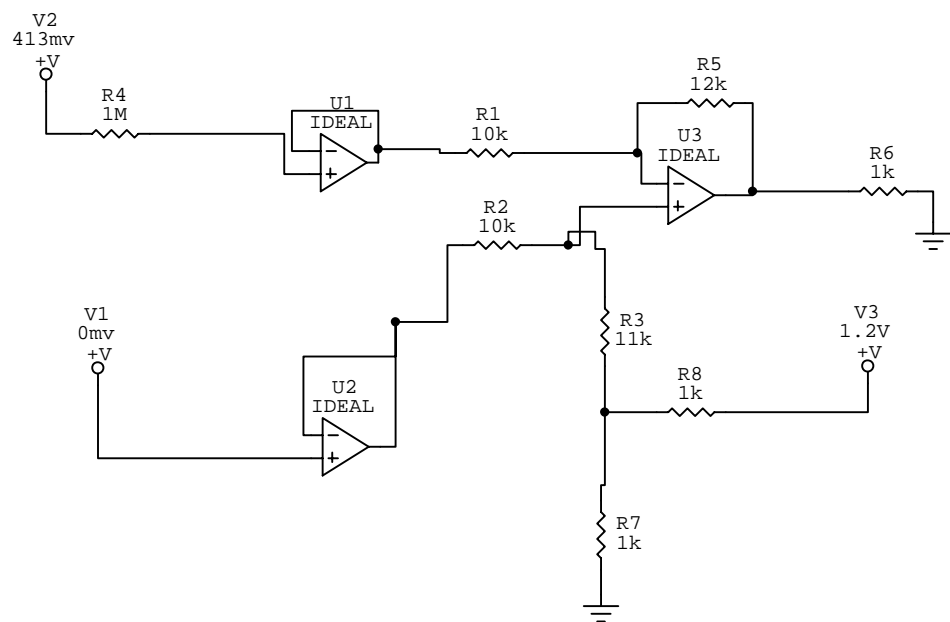 V2
413mv
+V
R4
1M
U1
IDEAL
R1
10k
R5
12k
U3
IDEAL
R6
1k
R2
10k
V1
0mv
+V
U2
IDEAL
R3
11k
R8
1k
V3
1.2V
+V
R7
1k